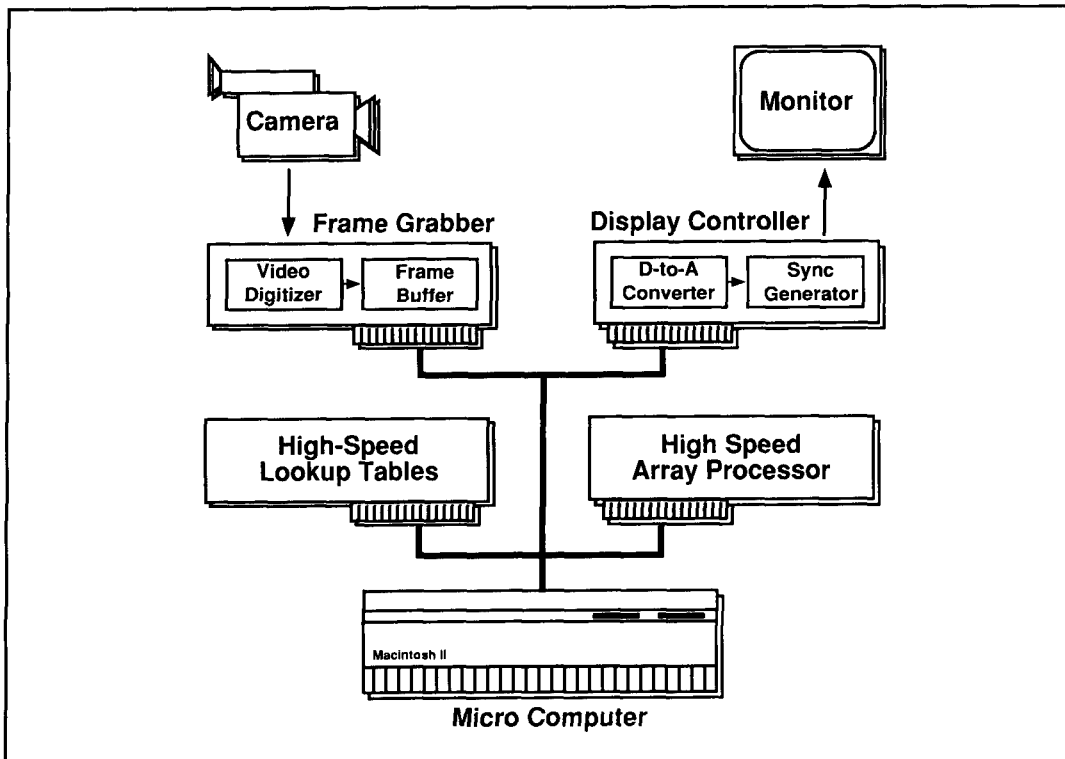 Camera
Monitor
Frame Grabber
Display Controller
Video
Digitizer
Frame
Buffer
D-to-A
Converter
Sync
Generator
High-Speed
Lookup Tables
High Speed
Array Processor
Macintosh II
Micro Computer